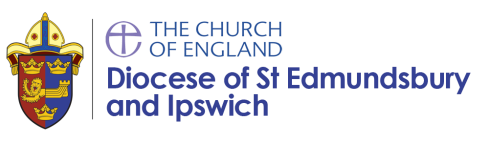 THE CHURCH
OF ENGLAND
Diocese of St Edmundsbury
and Ipswich